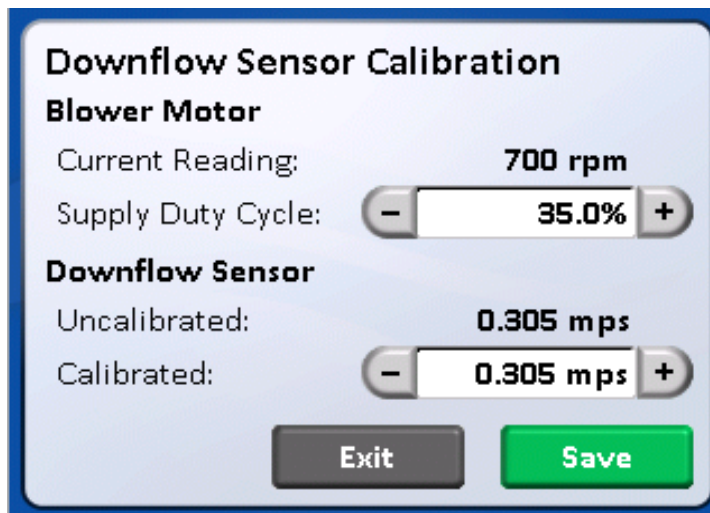 Downflow Sensor Calibration
Blower Motor
Current Reading: 700 rpm
Supply Duty Cycle: - 35.0% +
Downflow Sensor
Uncalibrated: 0.305 mps
Calibrated: - 0.305 mps +
Exit Save